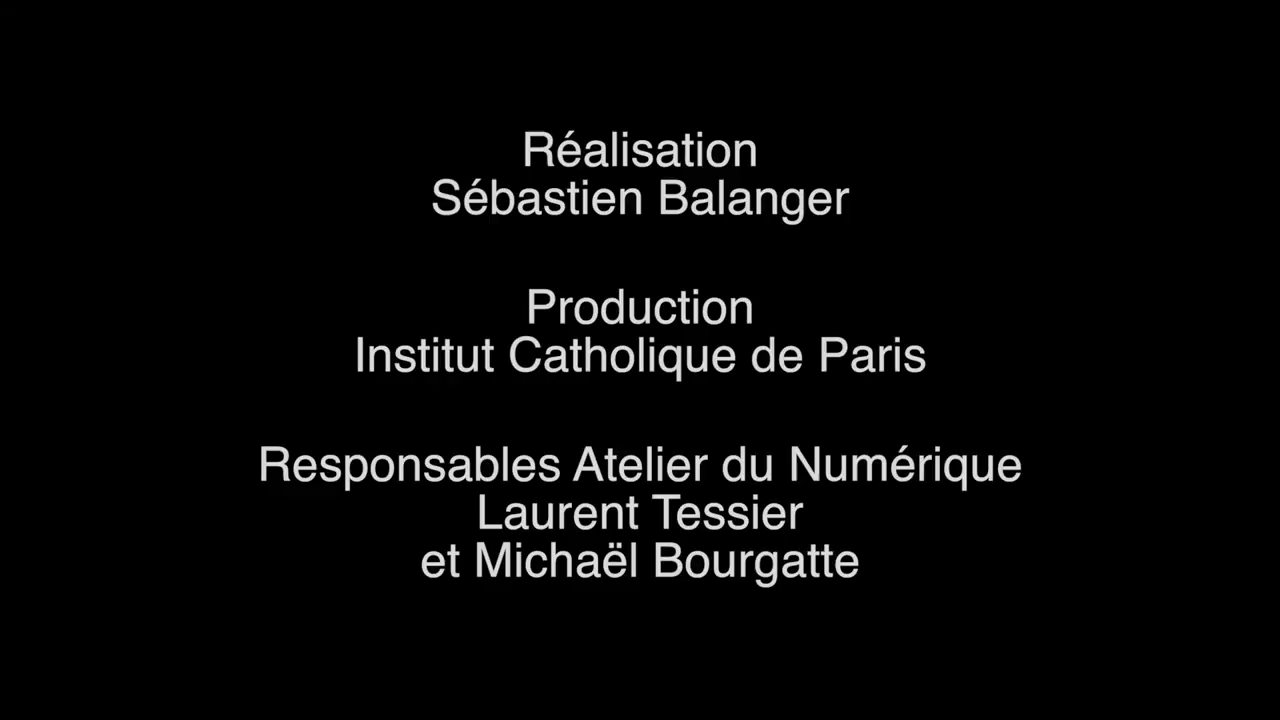 Réalisation
Sébastien Balanger
Production
Institut Catholique de Paris
Responsables Atelier du Numérique
Laurent Tessier
et Michaël Bourgatte